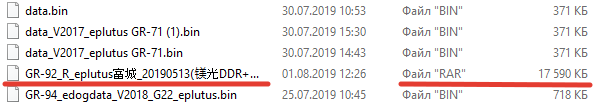 data.bin 30.07.2019 10:53 Файл "BIN" 371 КБ
data_V2017_eplutus GR-71 (1).bin 30.07.2019 15:30 Файл "BIN" 371 КБ
data_V2017_eplutus GR-71.bin 30.07.2019 14:43 Файл "BIN" 371 КБ
GR-92_R_eplutus富城_20190513(镁光DDR+... 01.08.2019 12:26 Файл "RAR" 17 590 КБ
GR-94_edogdata_V2018_G22_eplutus.bin 25.07.2019 10:45 Файл "BIN" 718 КБ